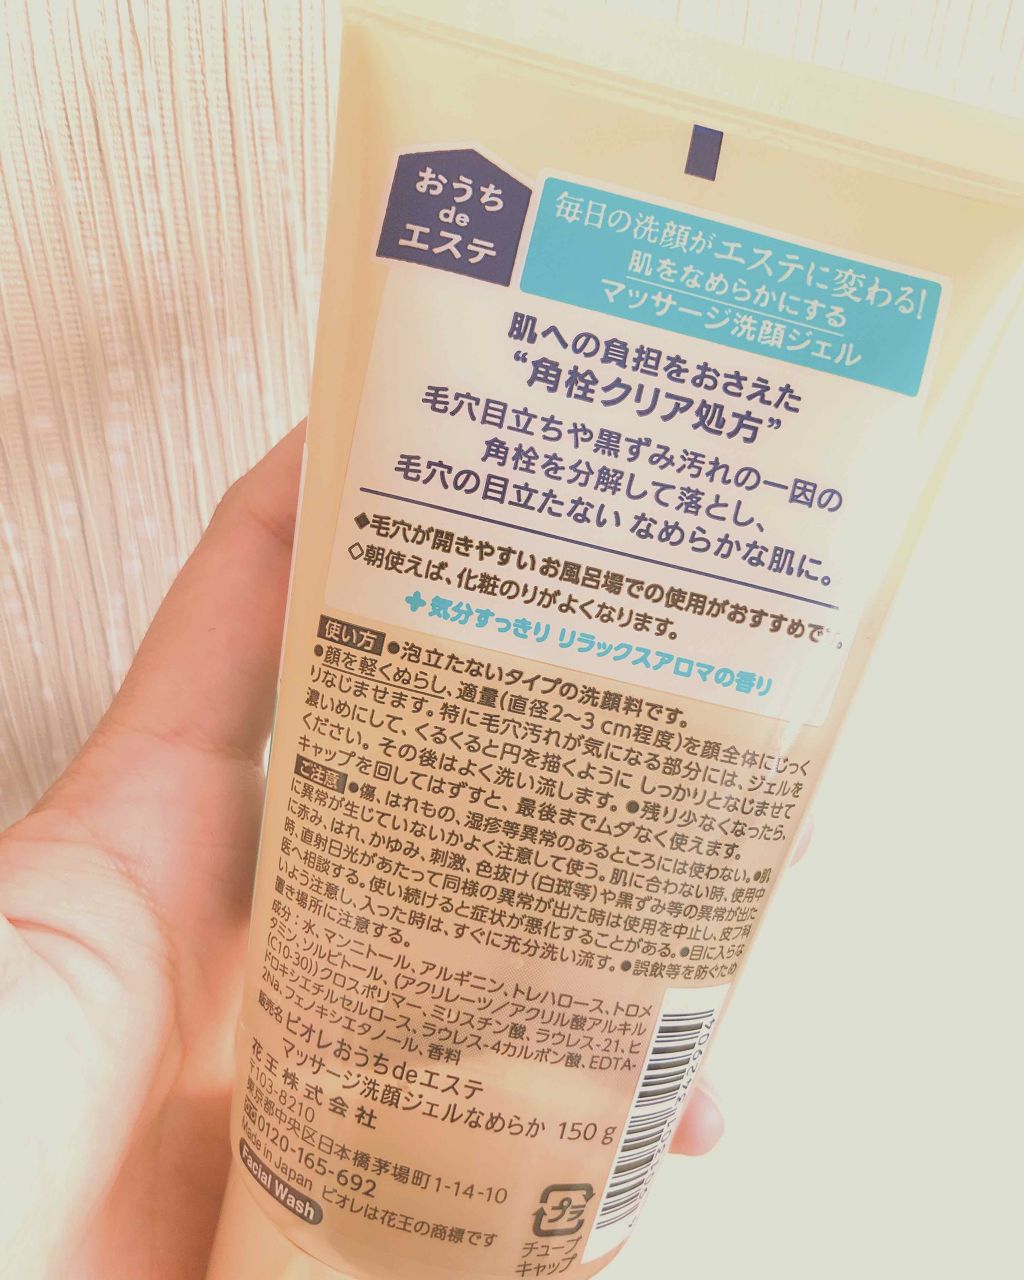 おうち
de
エステ
毎日の洗顔がエステに変わる!
肌をなめらかにする
マッサージ洗顔ジェル
肌への負担をおさえた
“角栓クリア処方”
毛穴目立ちや黒ずみ汚れの一因の
角栓を分解して落とし、
毛穴の目立たない なめらかな肌に。
◆毛穴が開きやすいお風呂場での使用がおすすめです。
◇朝使えば、化粧のりがよくなります。
+ 気分すっきり リラックスアロマの香り
使い方 ●泡立たないタイプの洗顔料です。
●顔を軽くぬらし、適量(直径2～3 cm程度)を顔全体にじっく
りなじませます。特に毛穴汚れが気になる部分には、ジェルを
濃いめにして、くるくると円を描くように しっかりとなじませて
ください。その後はよく洗い流します。 ●残り少なくなったら、
キャップを回してはずすと、最後までムダなく使えます。
ご注意 ●傷、はれもの、湿疹等異常のあるところには使わない。●肌
に異常が生じていないかよく注意して使う。肌に合わない時、使用中
に赤み、はれ、かゆみ、刺激、色抜け(白斑等)や黒ずみ等の異常が出た
時、直射日光があたって同様の異常が出た時は使用を中止し、皮フ科
医へ相談する。使い続けると症状が悪化することがある。●目に入らな
いよう注意し、入った時は、すぐに充分洗い流す。●誤飲等を防ぐため
置き場所に注意する。
成分：水、マンニトール、アルギニン、トレハロース、トロメ
タミン、ソルビトール、(アクリレーツ／アクリル酸アルキル
(C10-30))クロスポリマー、ミリスチン酸、ラウレス-21、ヒ
ドロキシエチルセルロース、ラウレス-4カルボン酸、EDTA-
2Na、フェノキシエタノール、香料
販売名 ビオレおうちdeエステ
マッサージ洗顔ジェルなめらか 150 g
花王株式会社
〒103-8210
東京都中央区日本橋茅場町1-14-10
0120-165-692
Made in Japan ビオレは花王の商標です
Facial Wash
プラ
チューブ
キャップ